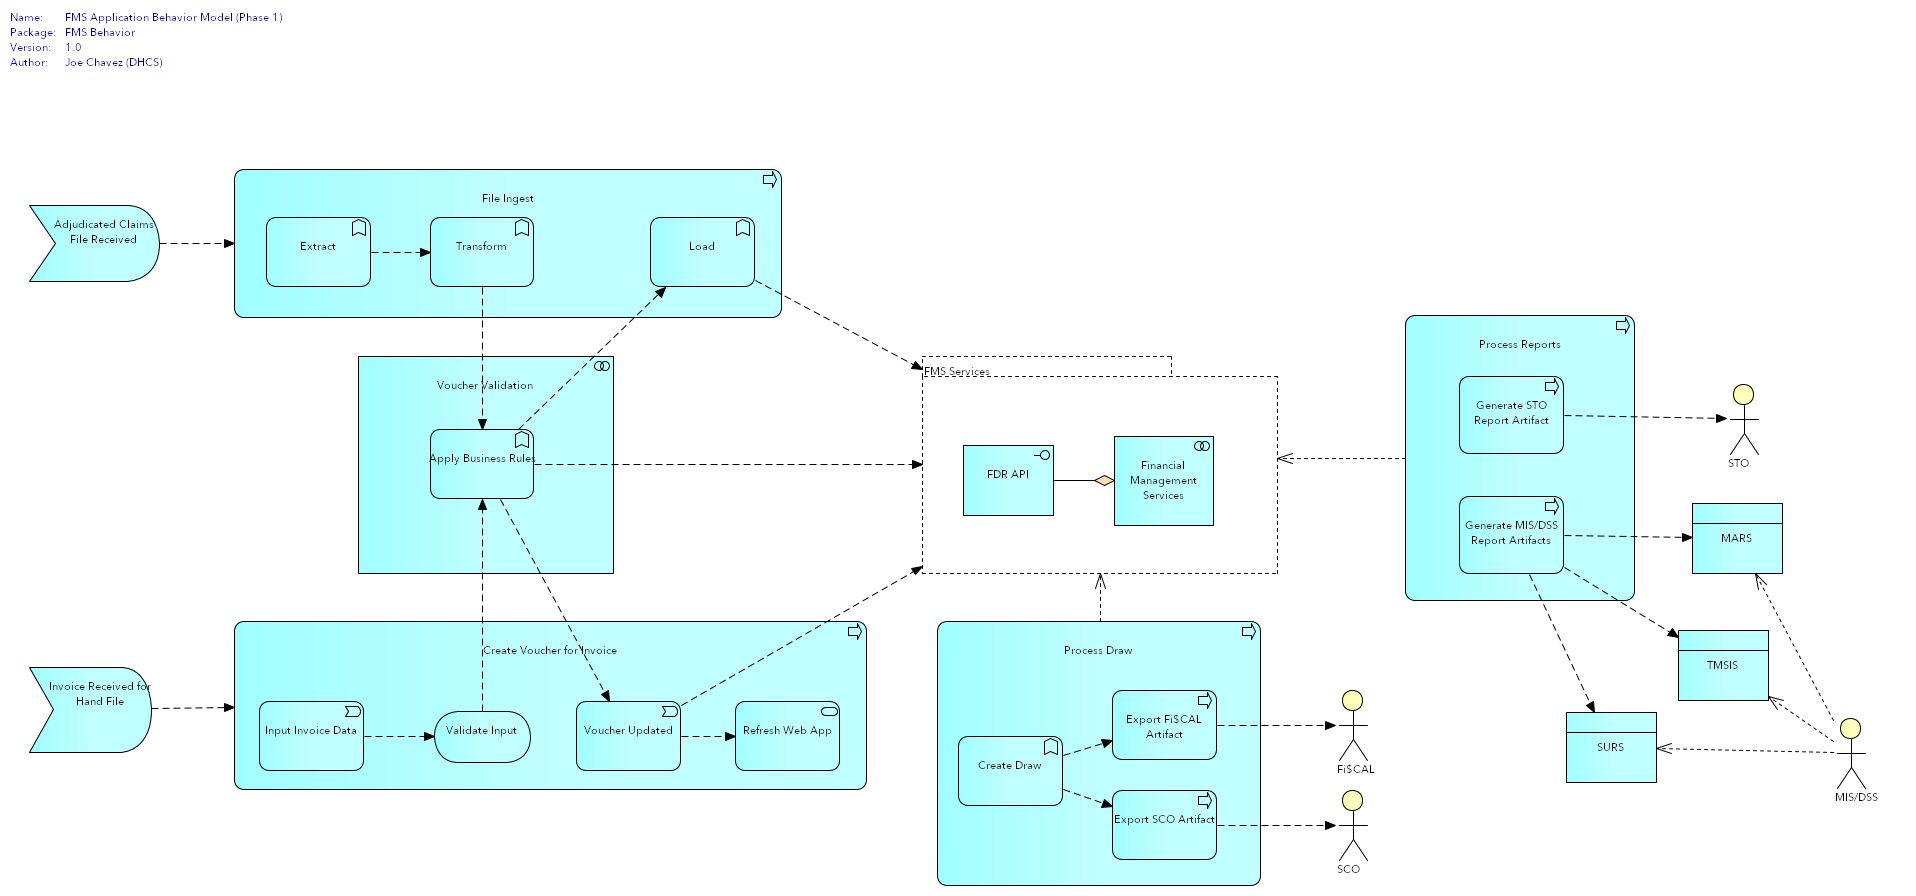 Name: FMS Application Behavior Model (Phase 1)
Package: FMS Behavior
Version: 1.0
Author: Joe Chavez (DHCS)
Adjudicated Claims
File Received
File Ingest
Extract
Transform
Load
Voucher Validation
Apply Business Rules
FMS Services
FDR API
Financial
Management
Services
Process Reports
Generate STO
Report Artifact
STO
Generate MIS/DSS
Report Artifacts
MARS
TMSIS
SURS
MIS/DSS
Invoice Received for
Hand File
Create Voucher for Invoice
Input Invoice Data
Validate Input
Voucher Updated
Refresh Web App
Process Draw
Create Draw
Export Fi$CAL
Artifact
Export SCO Artifact
Fi$CAL
SCO